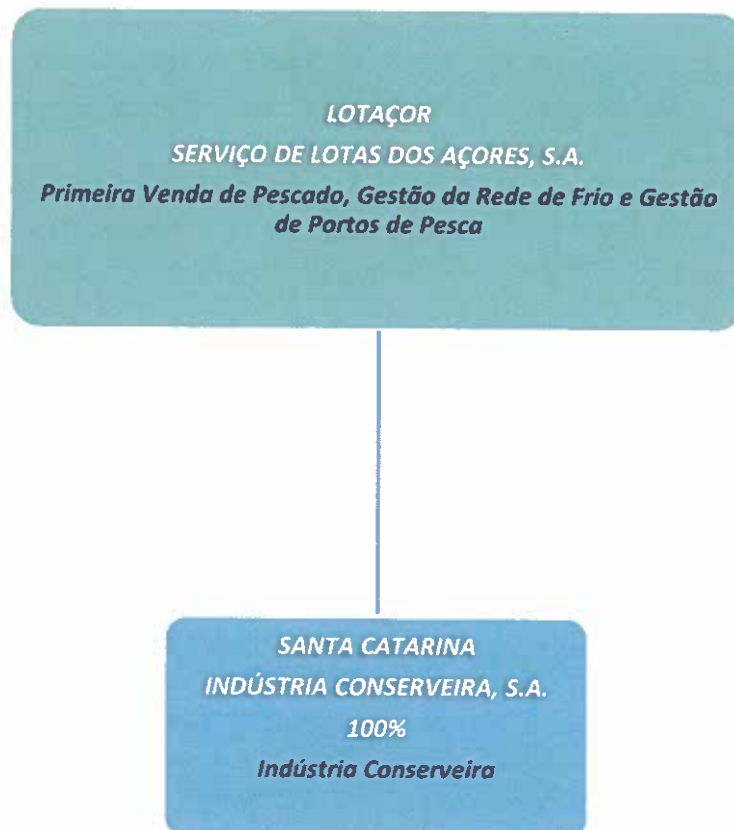 LOTAÇOR
SERVIÇO DE LOTAS DOS AÇORES, S.A.
Primeira Venda de Pescado, Gestão da Rede de Frio e Gestão
de Portos de Pesca
SANTA CATARINA
INDÚSTRIA CONSERVEIRA, S.A.
100%
Indústria Conserveira